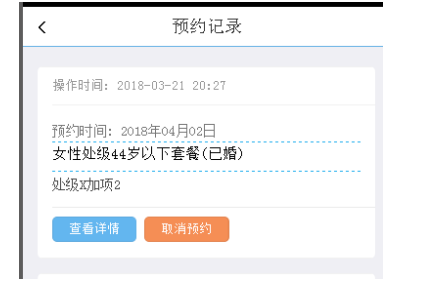 预约记录
操作时间: 2018-03-21 20:27
预约时间: 2018年04月02日
女性处级44岁以下套餐(已婚)
处级X加项2
查看详情 取消预约